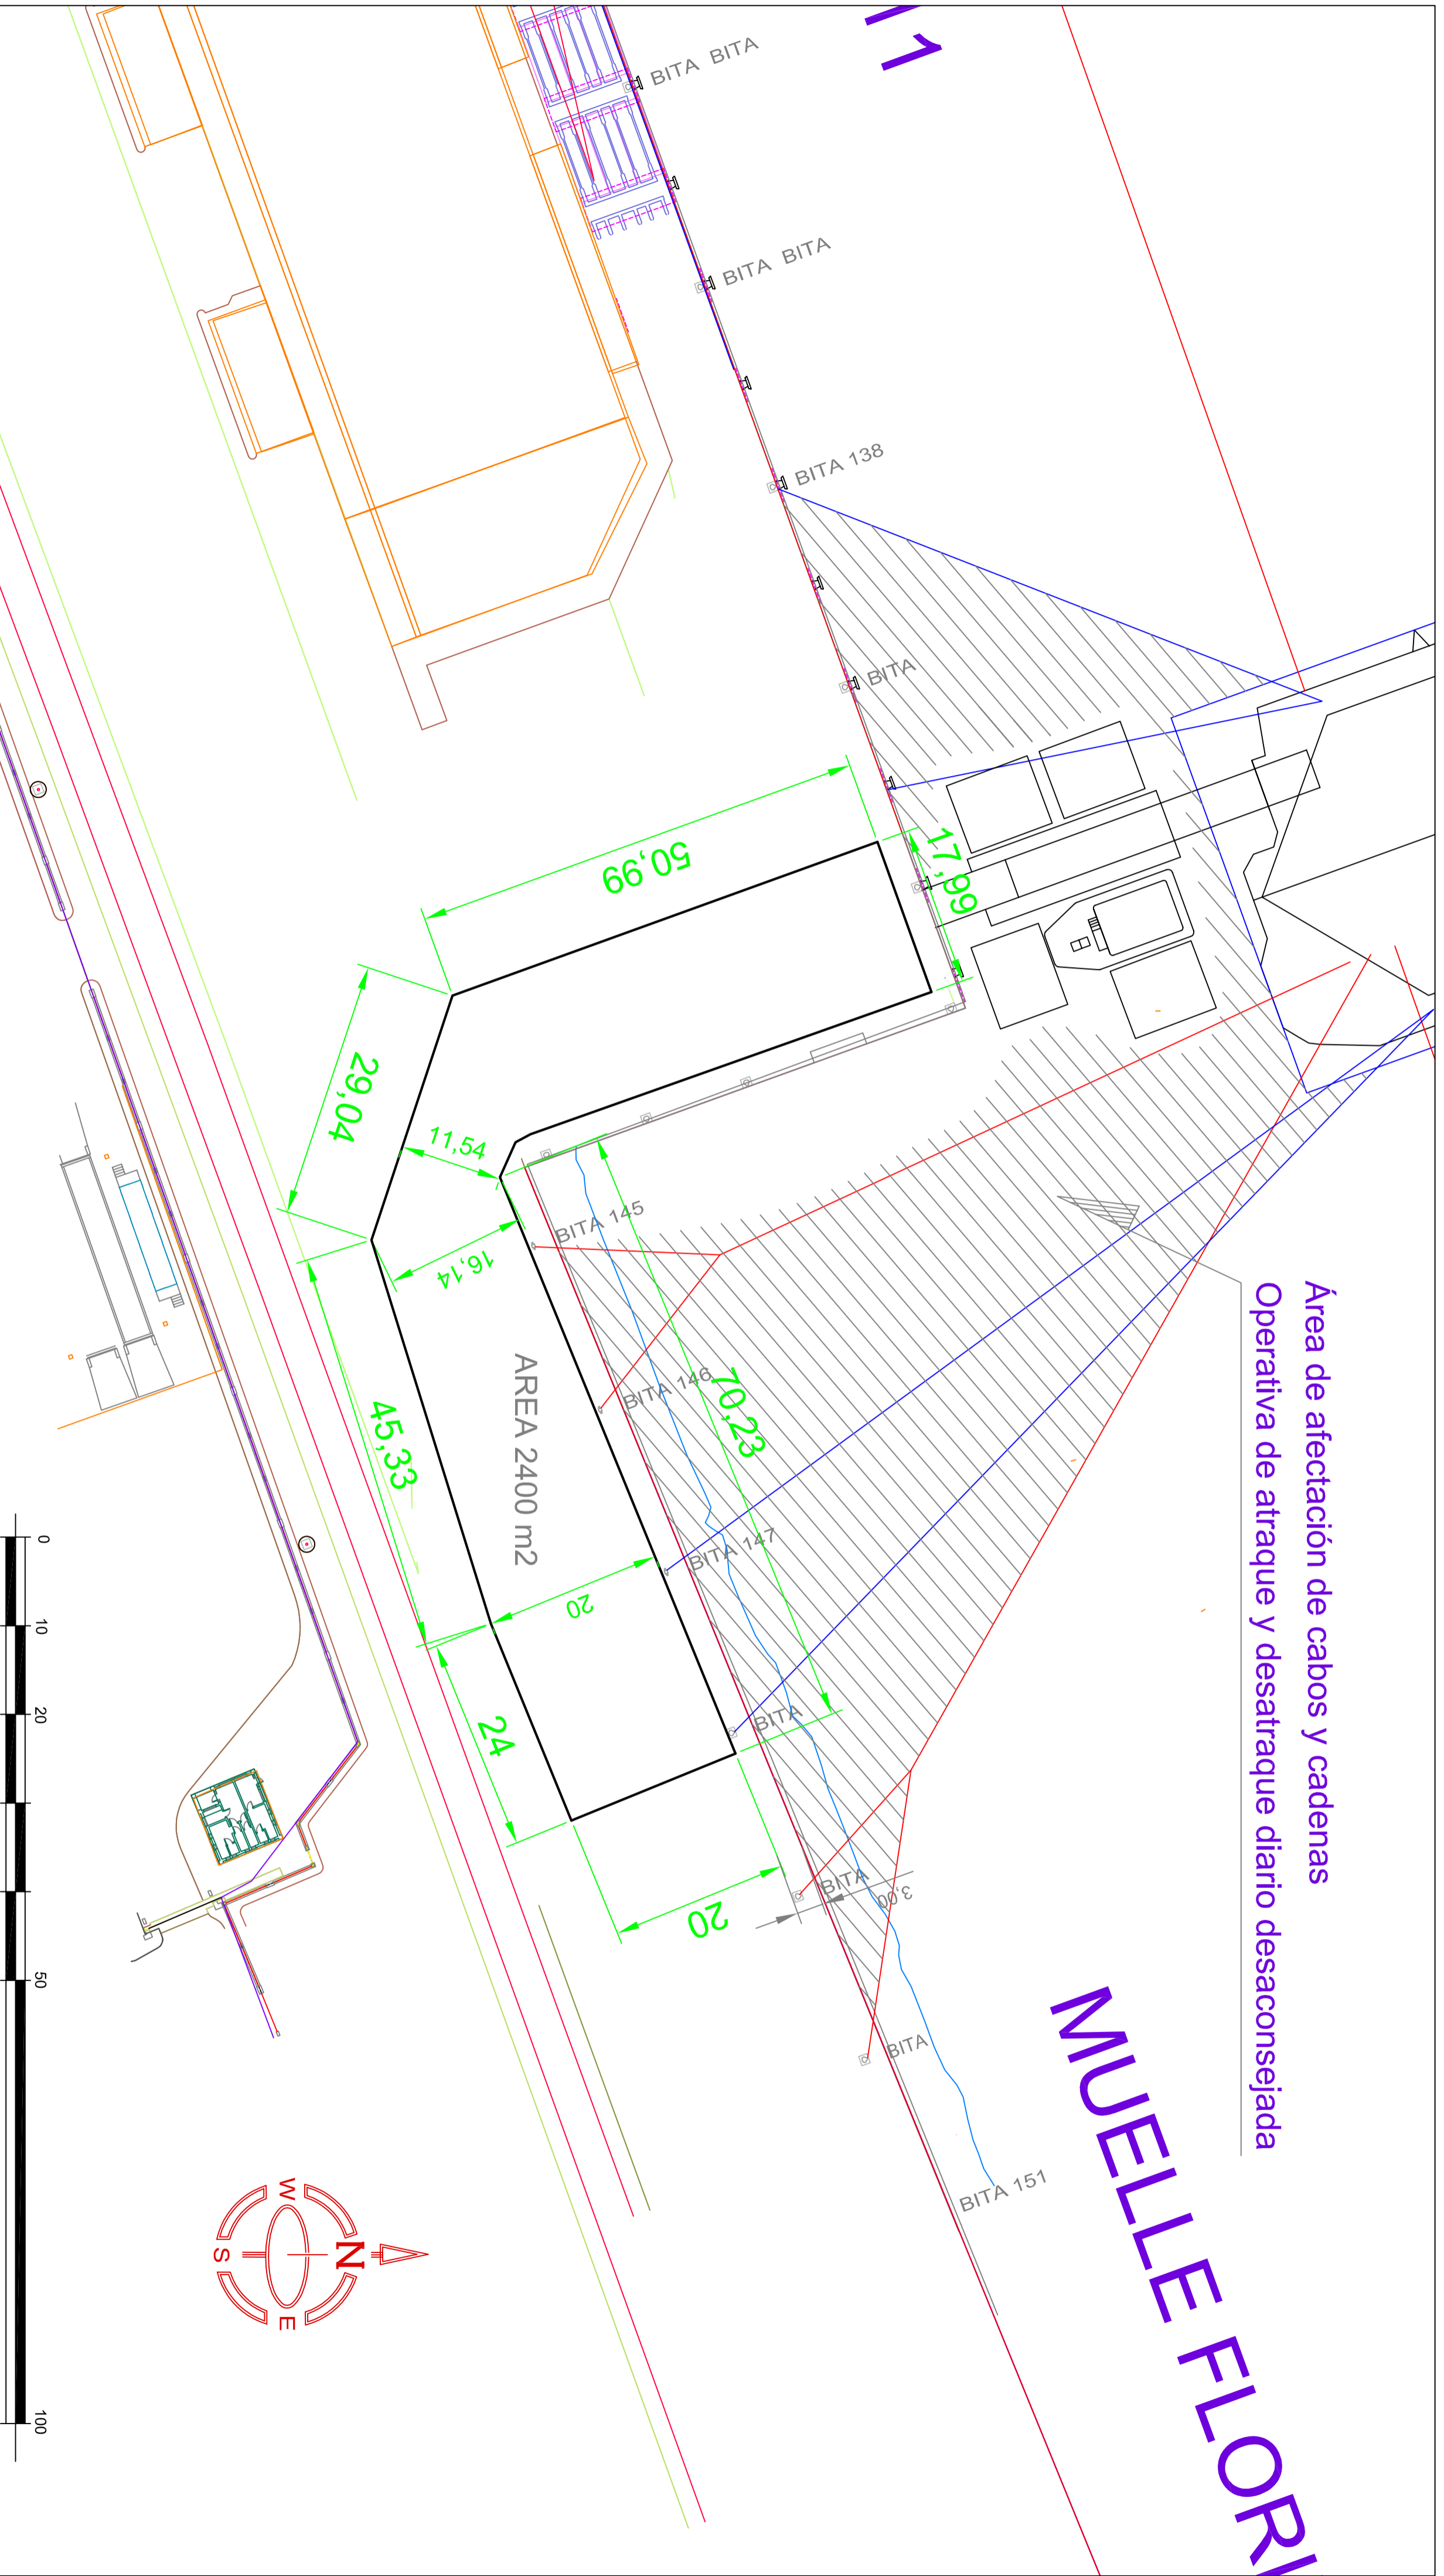 11
BITA BITA
BITA BITA
BITA 138
BITA
17,99
50,99
29,04
11,54
16,14
BITA 145
BITA 146
70,23
BITA 147
BITA
AREA 2400 m2
45,33
20
24
20
BITA
3,00
BITA
BITA 151
Área de afectación de cabos y cadenas
Operativa de atraque y desatraque diario desaconsejada
MUELLE FLORI
N
W
E
S
0
10
20
50
100